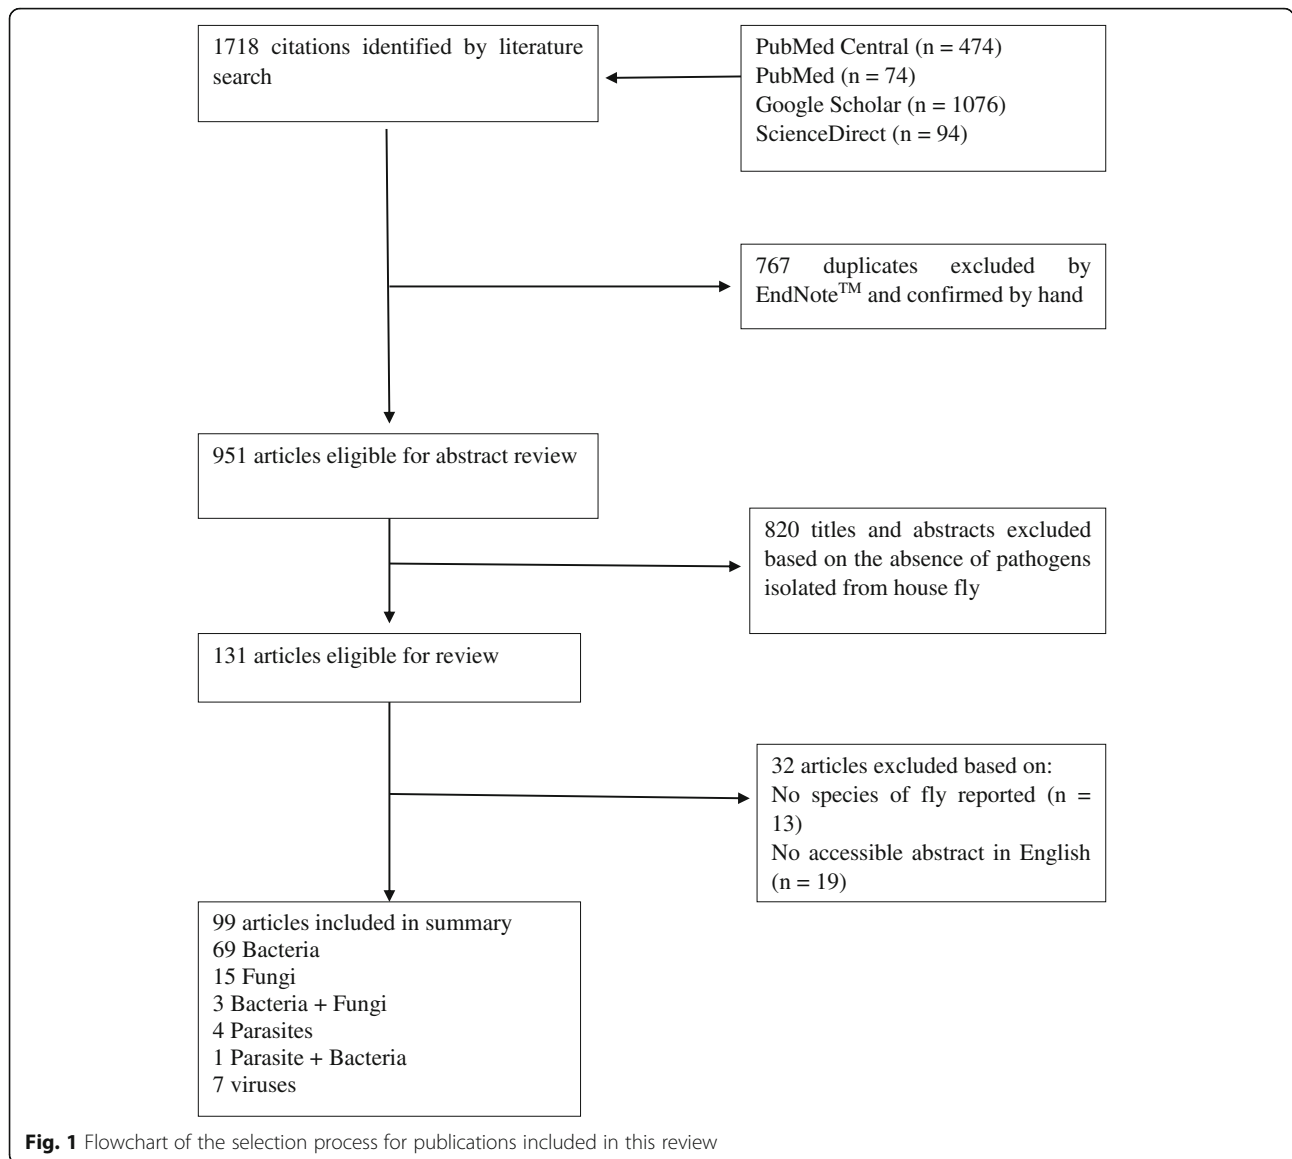 1718 citations identified by literature
search
PubMed Central (n = 474)
PubMed (n = 74)
Google Scholar (n = 1076)
ScienceDirect (n = 94)
767 duplicates excluded by
EndNote™ and confirmed by hand
951 articles eligible for abstract review
820 titles and abstracts excluded
based on the absence of pathogens
isolated from house fly
131 articles eligible for review
32 articles excluded based on:
No species of fly reported (n =
13)
No accessible abstract in English
(n = 19)
99 articles included in summary
69 Bacteria
15 Fungi
3 Bacteria + Fungi
4 Parasites
1 Parasite + Bacteria
7 viruses
Fig. 1 Flowchart of the selection process for publications included in this review